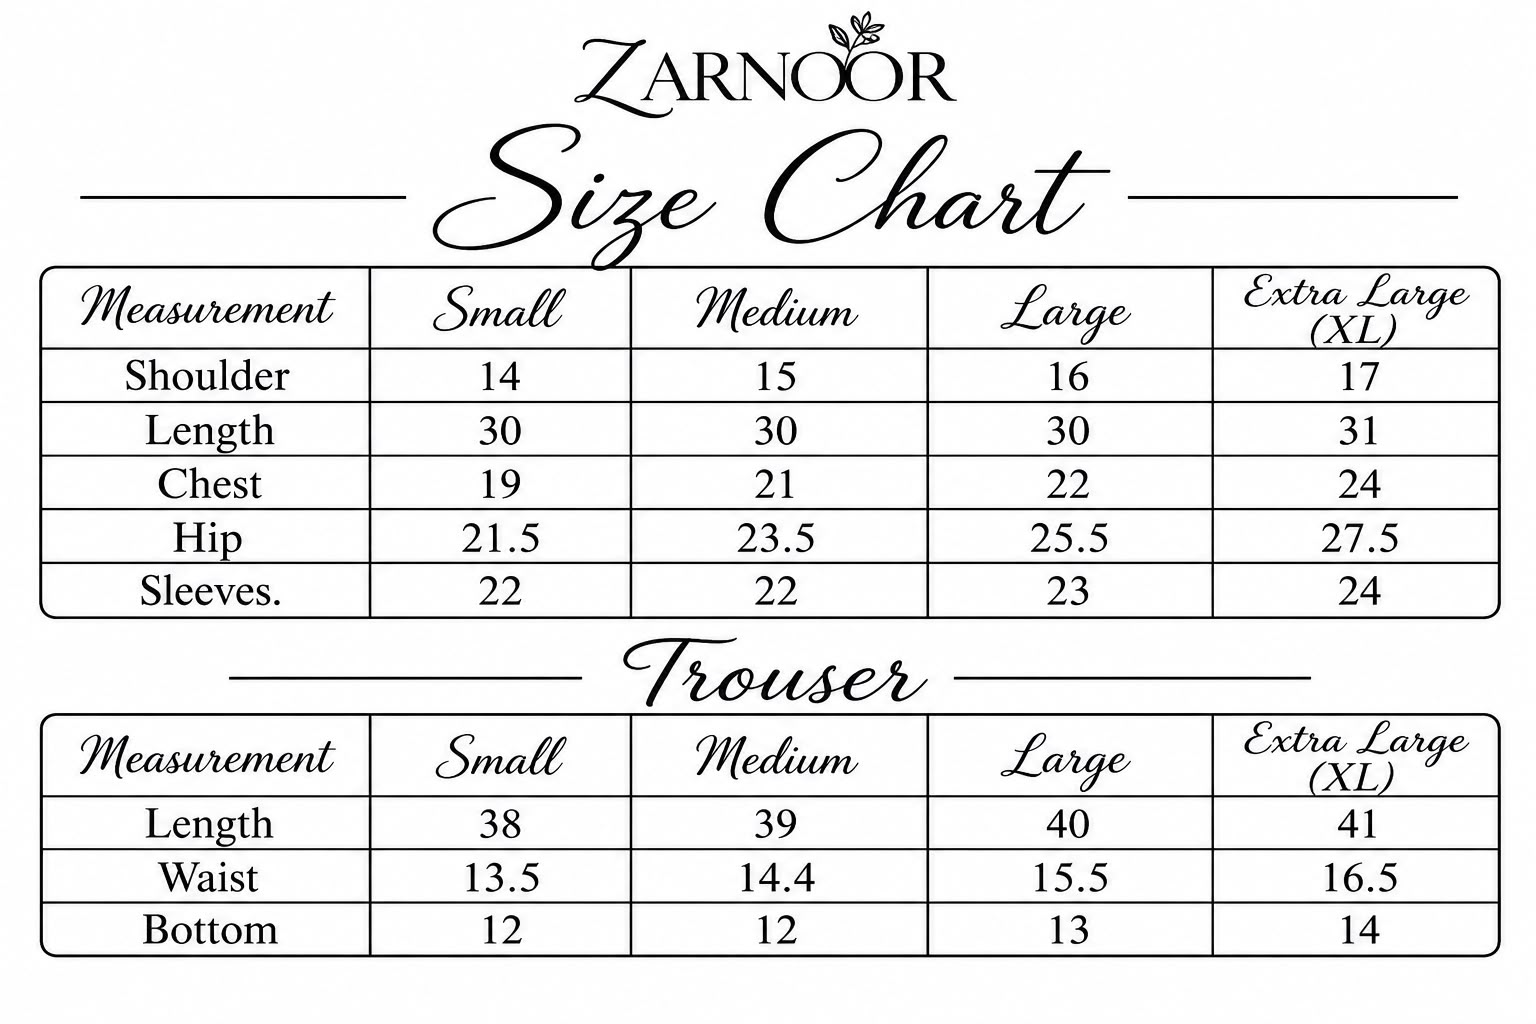 ZARNOOR
Size Chart
Measurement Small Medium Large Extra Large (XL)
Shoulder 14 15 16 17
Length 30 30 30 31
Chest 19 21 22 24
Hip 21.5 23.5 25.5 27.5
Sleeves. 22 22 23 24
Trouser
Measurement Small Medium Large Extra Large (XL)
Length 38 39 40 41
Waist 13.5 14.4 15.5 16.5
Bottom 12 12 13 14